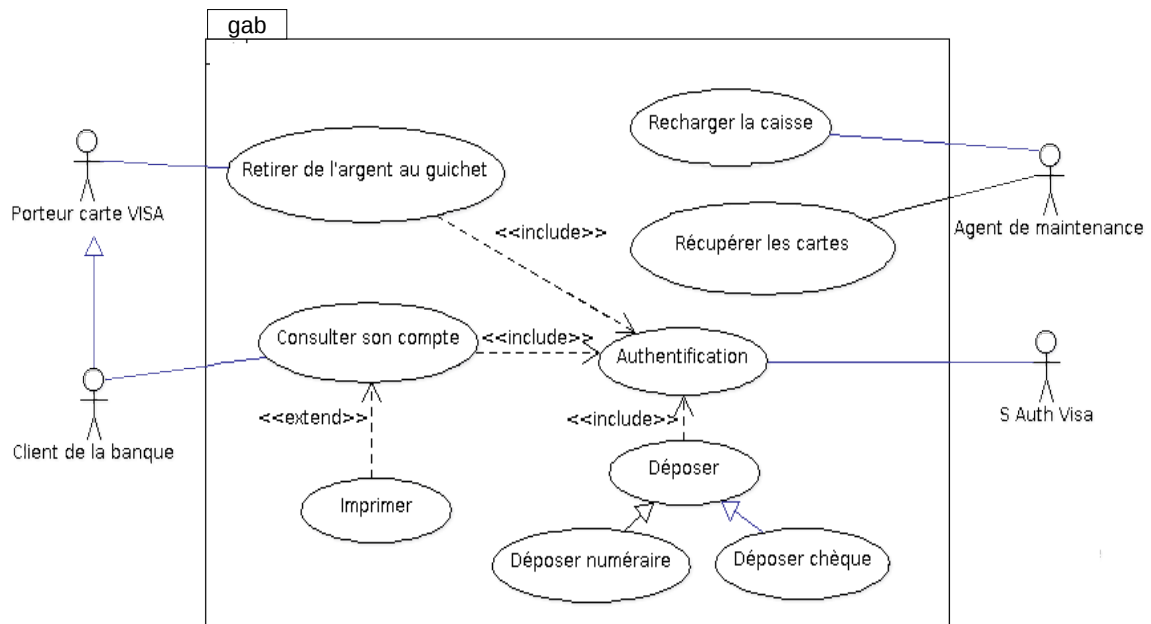 gab
Recharger la caisse
Retirer de l'argent au guichet
Porteur carte VISA
Agent de maintenance
<<include>>
Récupérer les cartes
Consulter son compte
<<include>>
Authentification
S Auth Visa
<<extend>>
<<include>>
Client de la banque
Déposer
Imprimer
Déposer numéraire
Déposer chèque